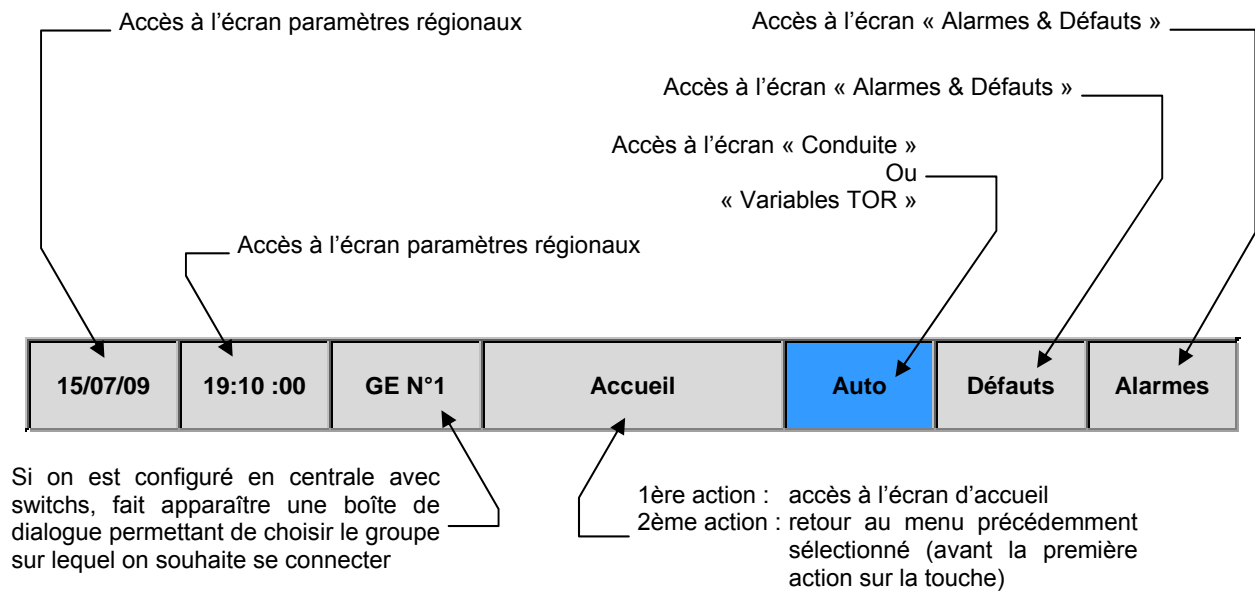 Accès à l’écran paramètres régionaux
Accès à l’écran « Alarmes & Défauts »
Accès à l’écran « Alarmes & Défauts »
Accès à l’écran « Conduite »
Ou
« Variables TOR »
Accès à l’écran paramètres régionaux
15/07/09
19:10 :00
GE N°1
Accueil
Auto
Défauts
Alarmes
Si on est configuré en centrale avec
switchs, fait apparaître une boîte de
dialogue permettant de choisir le groupe
sur lequel on souhaite se connecter
1ère action : accès à l’écran d’accueil
2ème action : retour au menu précédemment
sélectionné (avant la première
action sur la touche)